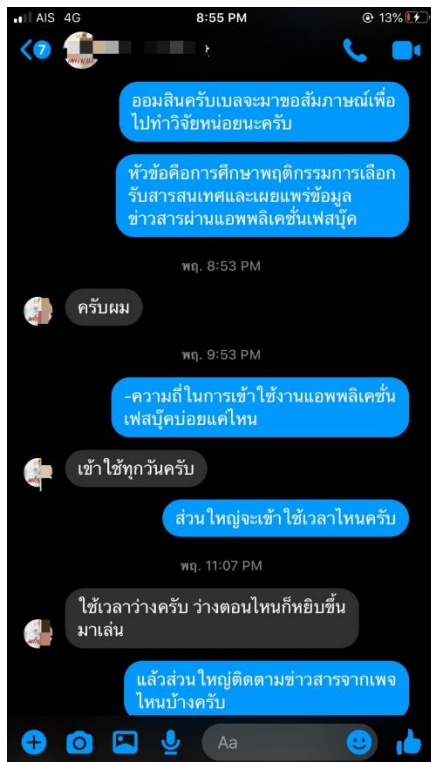 AIS 4G
8:55 PM
13%
7
ออมสินครับเบลจะมาขอสัมภาษณ์เพื่อ
ไปทำวิจัยหน่อยนะครับ
หัวข้อคือการศึกษาพฤติกรรมการเลือก
รับสารสนเทศและเผยแพร่ข้อมูล
ข่าวสารผ่านแอพพลิเคชั่นเฟสบุ๊ค
พฤ. 8:53 PM
ครับผม
พฤ. 9:53 PM
-ความถี่ในการเข้าใช้งานแอพพลิเคชั่น
เฟสบุ๊คบ่อยแค่ไหน
เข้าใช้ทุกวันครับ
ส่วนใหญ่จะเข้าใช้เวลาไหนครับ
พฤ. 11:07 PM
ใช้เวลาว่างครับ ว่างตอนไหนก็หยิบขึ้น
มาเล่น
แล้วส่วนใหญ่ติดตามข่าวสารจากเพจ
ไหนบ้างครับ
Aa